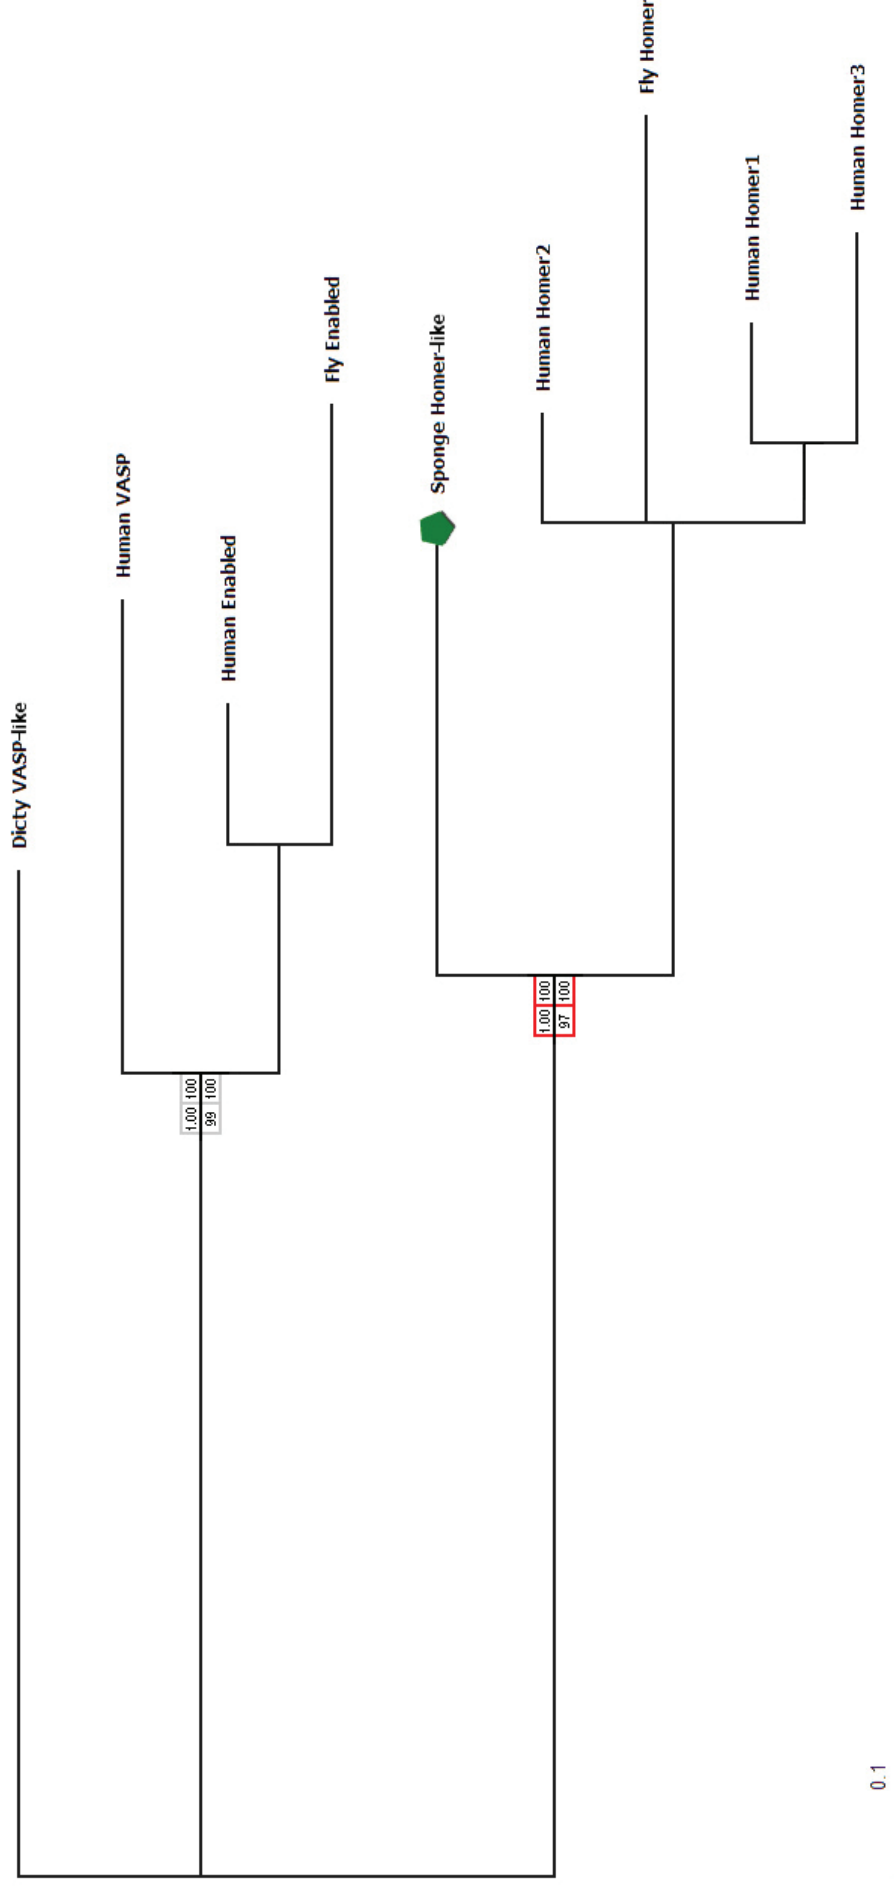 Dicty VASP-like
Human VASP
1.00 100
99 100
Human Enabled
Fly Enabled
Sponge Homer-like
1.00 100
97 100
Human Homer2
Fly Homer
Human Homer1
Human Homer3
0.1